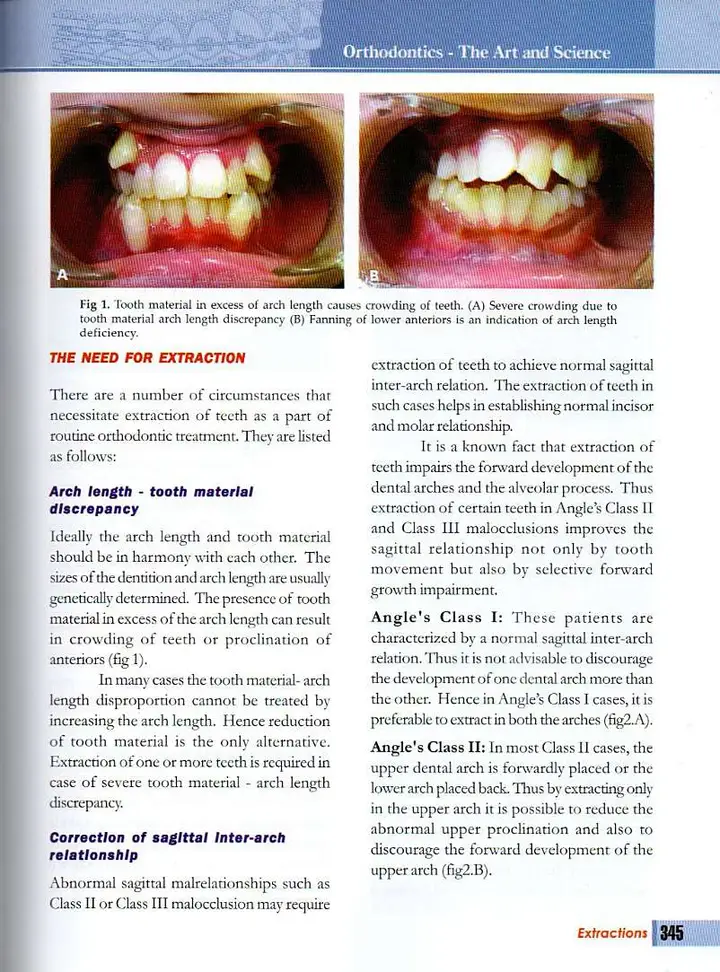 Orthodontics - The Art and Science
A
B
Fig 1. Tooth material in excess of arch length causes crowding of teeth. (A) Severe crowding due to
tooth material arch length discrepancy (B) Fanning of lower anteriors is an indication of arch length
deficiency.
THE NEED FOR EXTRACTION
There are a number of circumstances that
necessitate extraction of teeth as a part of
routine orthodontic treatment. They are listed
as follows:
Arch length - tooth material
discrepancy
Ideally the arch length and tooth material
should be in harmony with each other. The
sizes of the dentition and arch length are usually
genetically determined. The presence of tooth
material in excess of the arch length can result
in crowding of teeth or proclination of
anteriors (fig 1).
In many cases the tooth material- arch
length disproportion cannot be treated by
increasing the arch length. Hence reduction
of tooth material is the only alternative.
Extraction of one or more teeth is required in
case of severe tooth material - arch length
discrepancy.
Correction of sagittal inter-arch
relationship
Abnormal sagittal malrelationships such as
Class II or Class III malocclusion may require
extraction of teeth to achieve normal sagittal
inter-arch relation. The extraction of teeth in
such cases helps in establishing normal incisor
and molar relationship.
It is a known fact that extraction of
teeth impairs the forward development of the
dental arches and the alveolar process. Thus
extraction of certain teeth in Angle's Class II
and Class III malocclusions improves the
sagittal relationship not only by tooth
movement but also by selective forward
growth impairment.
Angle's Class I: These patients are
characterized by a normal sagittal inter-arch
relation. Thus it is not advisable to discourage
the development of one dental arch more than
the other. Hence in Angle's Class I cases, it is
preferable to extract in both the arches (fig2.A).
Angle's Class II: In most Class II cases, the
upper dental arch is forwardly placed or the
lower arch placed back. Thus by extracting only
in the upper arch it is possible to reduce the
abnormal upper proclination and also to
discourage the forward development of the
upper arch (fig2.B).
Extractions 345